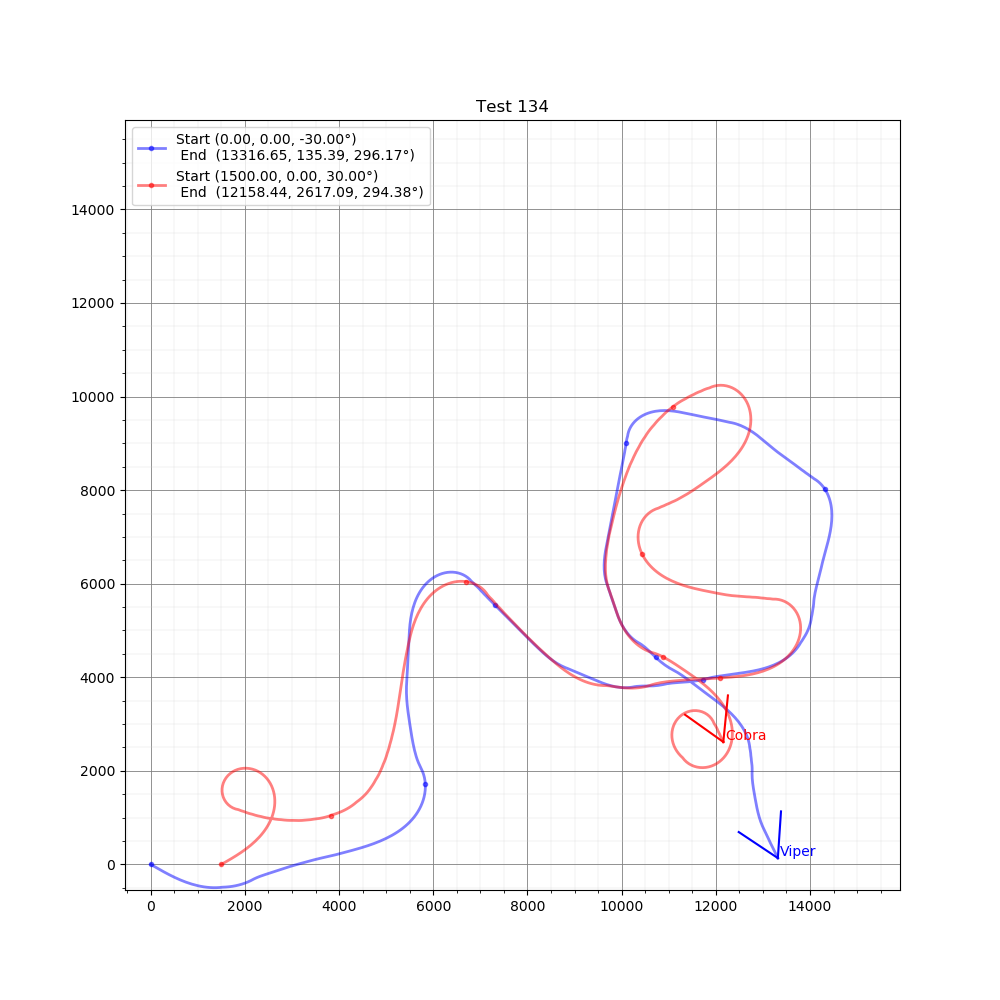 Test 134
Start (0.00, 0.00, -30.00°)
End (13316.65, 135.39, 296.17°)
Start (1500.00, 0.00, 30.00°)
End (12158.44, 2617.09, 294.38°)
14000
12000
10000
8000
6000
4000
2000
0
Cobra
Viper
0 2000 4000 6000 8000 10000 12000 14000